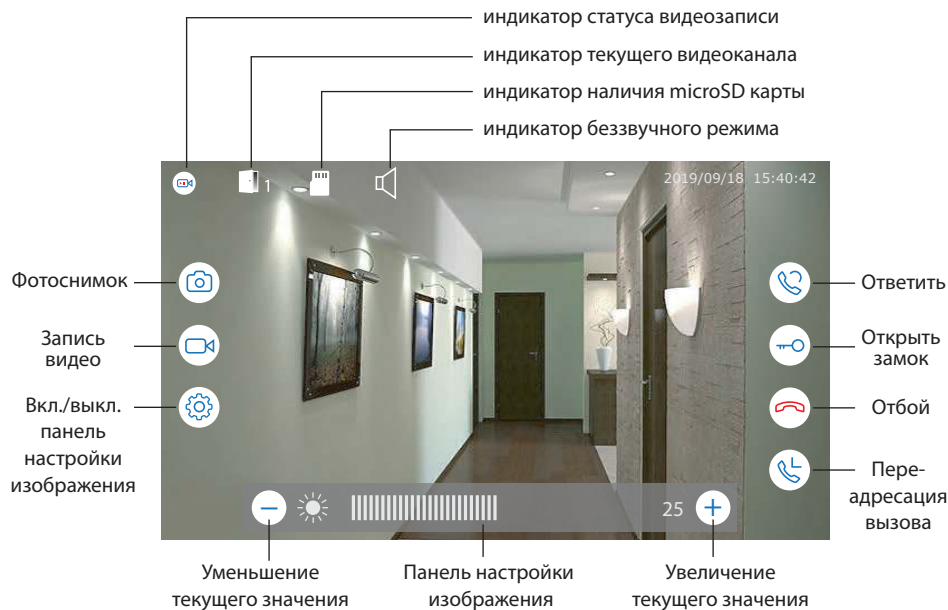 индикатор статуса видеозаписи
индикатор текущего видеоканала
индикатор наличия microSD карты
индикатор беззвучного режима
1
2019/09/18 15:40:42
Фотоснимок
Запись
видео
Вкл./выкл.
панель
настройки
изображения
Ответить
Открыть
замок
Отбой
Пере-
адресация
вызова
25
Уменьшение
текущего значения
Панель настройки
изображения
Увеличение
текущего значения